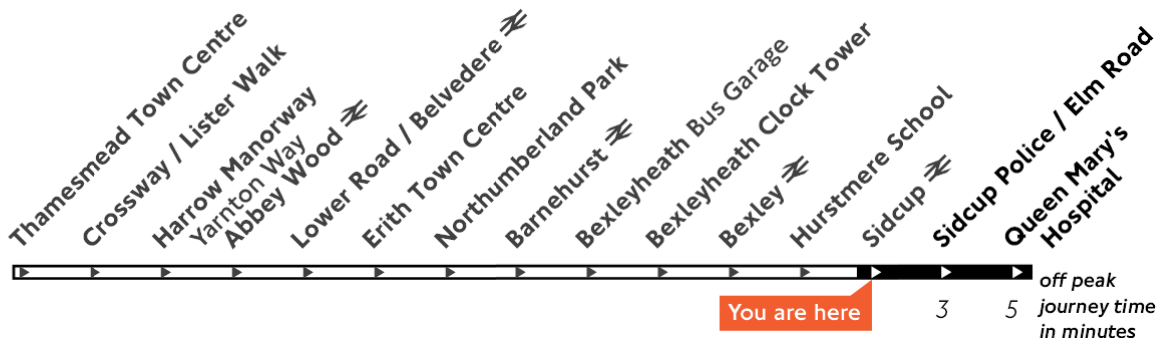 Thamesmead Town Centre
Crossway / Lister Walk
Harrow Manorway
Yarnton Way
Abbey Wood
Lower Road / Belvedere
Erith Town Centre
Northumberland Park
Barnehurst
Bexleyheath Bus Garage
Bexleyheath Clock Tower
Bexley
Hurstmere School
Sidcup
Sidcup Police / Elm Road
Queen Mary's
Hospital
You are here
3
5
off peak
journey time
in minutes